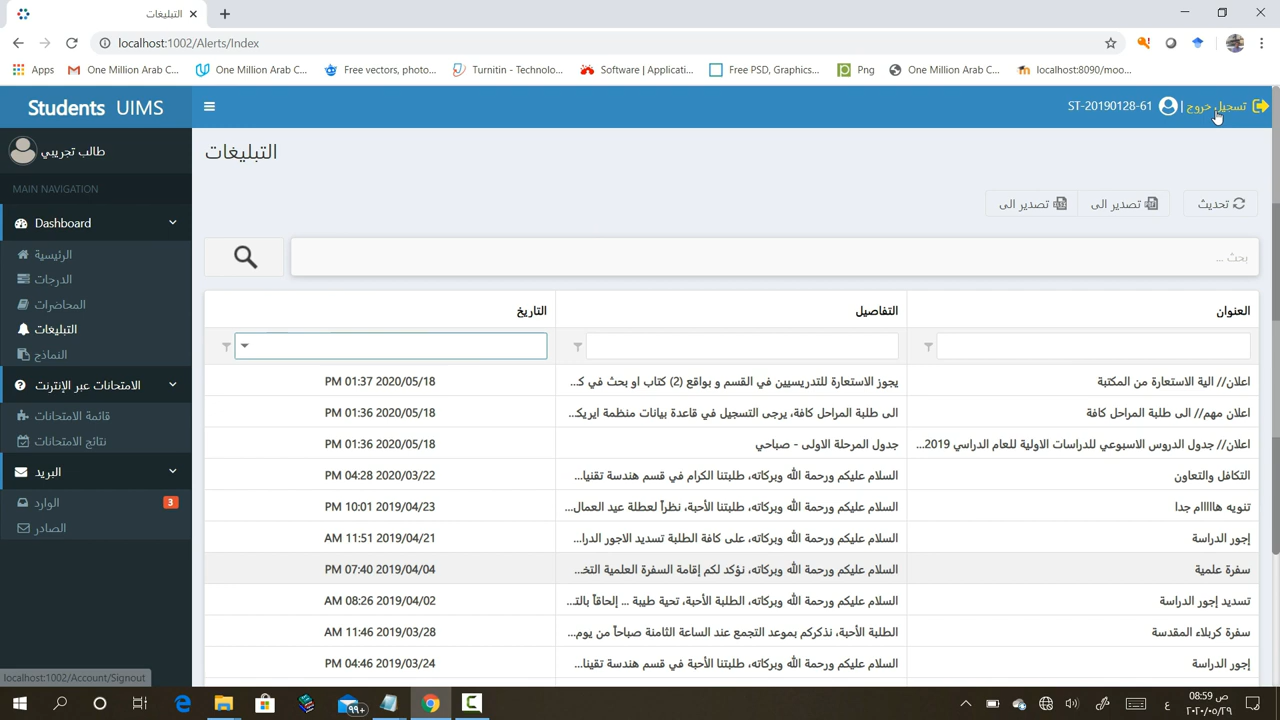 التبليغات
localhost:1002/Alerts/Index
Apps
One Million Arab C...
One Million Arab C...
Free vectors, photo...
Turnitin - Technolo...
Software | Applicati...
Free PSD, Graphics...
Png
One Million Arab C...
localhost:8090/moo...
Students UIMS
ST-20190128-61
| تسجيل خروج
طالب تجريبي
MAIN NAVIGATION
Dashboard
الرئيسية
الدرجات
المحاضرات
التبليغات
النماذج
الامتحانات عبر الإنترنت
قائمة الامتحانات
نتائج الامتحانات
البريد
الوارد
3
الصادر
التبليغات
تحديث
تصدير الى
تصدير الى
بحث ...
العنوان التفاصيل التاريخ
اعلان// الية الاستعارة من المكتبة يجوز الاستعارة للتدريسيين في القسم و بواقع (2) كتاب او بحث في ك... 2020/05/18 01:37 PM
اعلان مهم// الى طلبة المراحل كافة الى طلبة المراحل كافة، يرجى التسجيل في قاعدة بيانات منظمة ايريك... 2020/05/18 01:36 PM
اعلان// جدول الدروس الاسبوعي للدراسات الاولية للعام الدراسي 2019... جدول المرحلة الاولى - صباحي 2020/05/18 01:36 PM
التكافل والتعاون السلام عليكم ورحمة الله وبركاته، طلبتنا الكرام في قسم هندسة تقنيا... 2020/03/22 04:28 PM
تنويه هااااام جدا السلام عليكم ورحمة الله وبركاته، طلبتنا الأحبة، نظراً لعطلة عيد العمال... 2019/04/23 10:01 PM
إجور الدراسة السلام عليكم ورحمة الله وبركاته، على كافة الطلبة تسديد الاجور الدرا... 2019/04/21 11:51 AM
سفرة علمية السلام عليكم ورحمة الله وبركاته، نؤكد لكم إقامة السفرة العلمية التخ... 2019/04/04 07:40 PM
تسديد إجور الدراسة السلام عليكم ورحمة الله وبركاته، الطلبة الأحبة، تحية طيبة ... إلحاقاً بالتـ... 2019/04/02 08:26 AM
سفرة كربلاء المقدسة الطلبة الأحبة، نذكركم بموعد التجمع عند الساعة الثامنة صباحاً من يوم... 2019/03/28 11:46 AM
إجور الدراسة السلام عليكم ورحمة الله وبركاته، طلبتنا الأحبة في قسم هندسة تقينا... 2019/03/24 04:46 PM
localhost:1002/Account/Signout
99+
ع
08:59 ص
٢٠٢٠/٠٥/٢٩